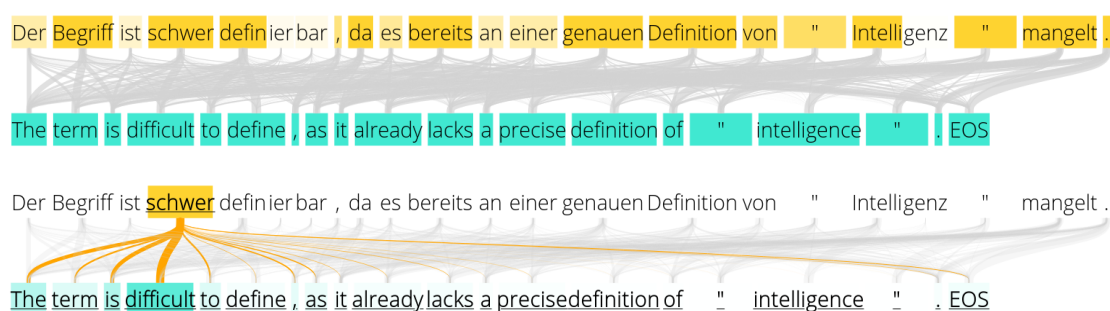 Der Begriff ist schwer definierbar , da es bereits an einer genauen Definition von " Intelligenz " mangelt .
The term is difficult to define , as it already lacks a precise definition of " intelligence " . EOS
Der Begriff ist schwer definierbar , da es bereits an einer genauen Definition von " Intelligenz " mangelt .
The term is difficult to define , as it already lacks a precise definition of " intelligence " . EOS